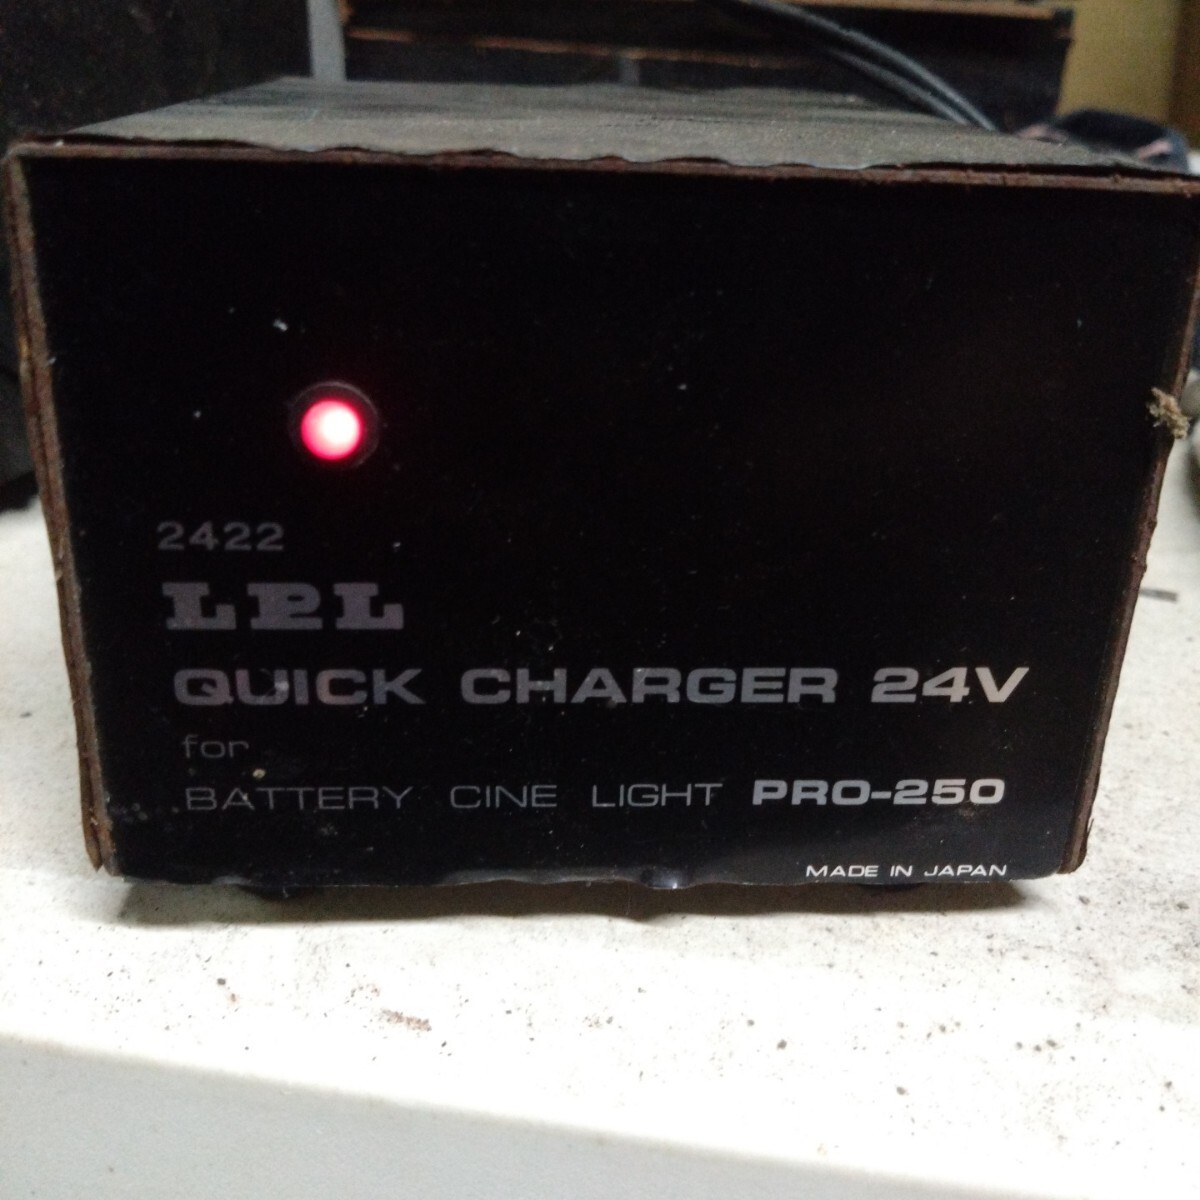 2422
LPL
QUICK CHARGER 24V
for
BATTERY CINE LIGHT PRO-250
MADE IN JAPAN